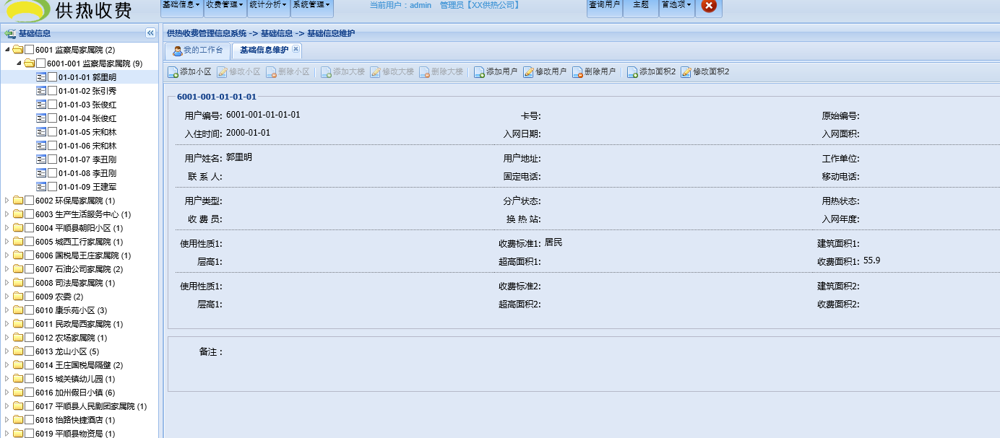 供热收费
基础信息 收费管理 统计分析 系统管理 当前用户：admin 管理员【XX供热公司】 查询用户 主题 首选项
基础信息
6001 监察局家属院 (2)
6001-001 监察局家属院 (9)
01-01-01 郭里明
01-01-02 张引秀
01-01-03 张俊红
01-01-04 张俊红
01-01-05 宋和林
01-01-06 宋和林
01-01-07 李丑刚
01-01-08 李丑刚
01-01-09 王建军
6002 环保局家属院 (1)
6003 生产生活服务中心 (1)
6004 平顺县朝阳小区 (1)
6005 城西工行家属院 (1)
6006 国税局王庄家属院 (1)
6007 石油公司家属院 (2)
6008 司法局家属院 (1)
6009 农委 (2)
6010 康乐苑小区 (3)
6011 民政局西家属院 (1)
6012 农场家属院 (1)
6013 龙山小区 (5)
6014 王庄国税局隔壁 (2)
6015 城关镇幼儿园 (1)
6016 加州假日小镇 (6)
6017 平顺县人民剧团家属院 (1)
6018 怡路快捷酒店 (1)
6019 平顺县物资局 (1)
供热收费管理信息系统 -> 基础信息 -> 基础信息维护
我的工作台 基础信息维护
添加小区 修改小区 删除小区 添加大楼 修改大楼 删除大楼 添加用户 修改用户 删除用户 添加面积2 修改面积2
6001-001-01-01-01
用户编号: 6001-001-01-01-01 卡号: 原始编号:
入住时间: 2000-01-01 入网日期: 入网面积:
用户姓名: 郭里明 用户地址: 工作单位:
联 系 人: 固定电话: 移动电话:
用户类型: 分户状态: 用热状态:
收 费 员: 换 热 站: 入网年度:
使用性质1: 收费标准1: 居民 建筑面积1:
层高1: 超高面积1: 收费面积1: 55.9
使用性质1: 收费标准2: 建筑面积2:
层高1: 超高面积2: 收费面积2:
备注：